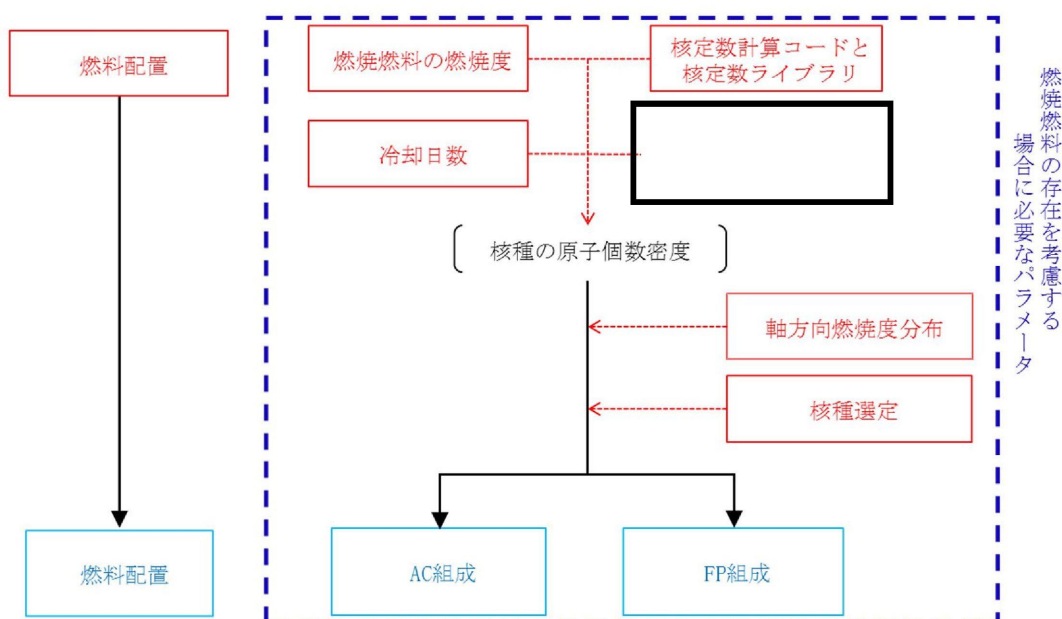 燃料配置
燃焼燃料の燃焼度
核定数計算コードと
核定数ライブラリ
冷却日数
核種の原子個数密度
軸方向燃焼度分布
核種選定
燃料配置
AC組成
FP組成
燃焼燃料の存在を考慮する
場合に必要なパラメータ